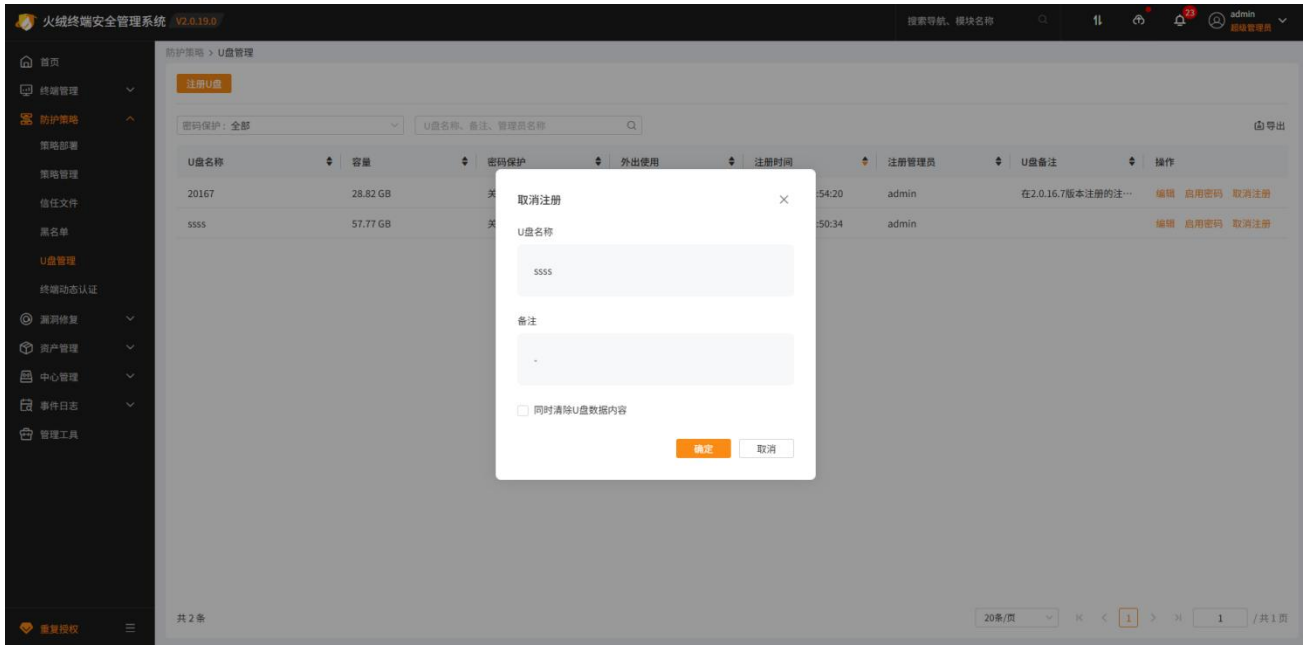 火绒终端安全管理系统 V2.0.19.0
搜索导航、模块名称
23
admin
超级管理员
首页
终端管理
防护策略
策略部署
策略管理
信任文件
黑名单
U盘管理
终端动态认证
漏洞修复
资产管理
中心管理
事件日志
管理工具
重复授权
防护策略 > U盘管理
注册U盘
密码保护: 全部
U盘名称、备注、管理员名称
导出
U盘名称 容量 密码保护 外出使用 注册时间 注册管理员 U盘备注 操作
20167 28.82 GB 关 :54:20 admin 在2.0.16.7版本注册的注… 编辑 启用密码 取消注册
ssss 57.77 GB 关 :50:34 admin 编辑 启用密码 取消注册
取消注册
U盘名称
ssss
备注
-
同时清除U盘数据内容
确定 取消
共 2 条
20条/页 1 1 / 共 1 页